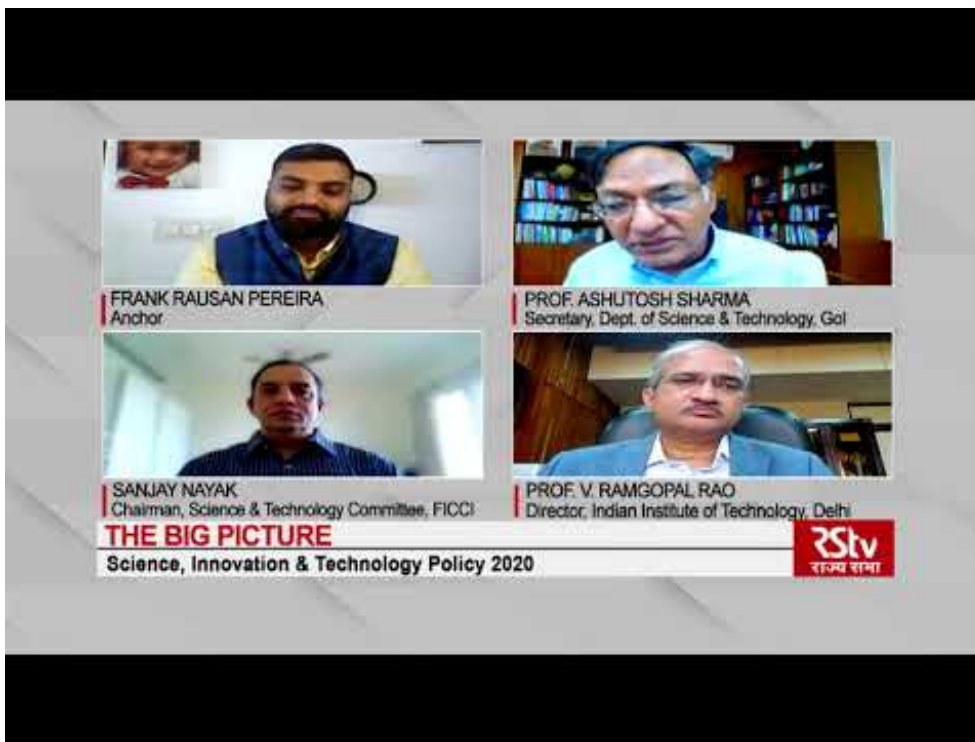 FRANK RAUSAN PEREIRA
Anchor
PROF. ASHUTOSH SHARMA
Secretary, Dept. of Science & Technology, GoI
SANJAY NAYAK
Chairman, Science & Technology Committee, FICCI
PROF. V. RAMGOPAL RAO
Director, Indian Institute of Technology, Delhi
THE BIG PICTURE
Science, Innovation & Technology Policy 2020
RStv
राज्य सभा